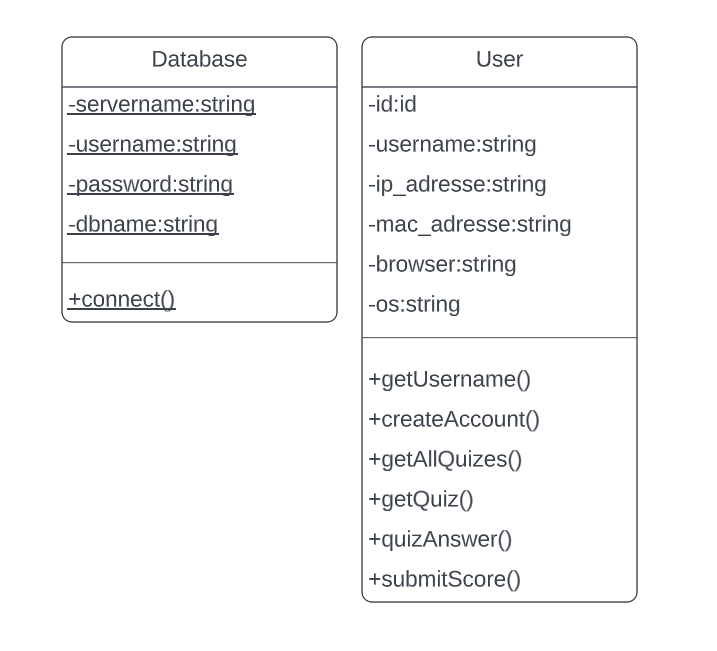 Database
-servername:string
-username:string
-password:string
-dbname:string
+connect()
User
-id:id
-username:string
-ip_adresse:string
-mac_adresse:string
-browser:string
-os:string
+getUsername()
+createAccount()
+getAllQuizes()
+getQuiz()
+quizAnswer()
+submitScore()